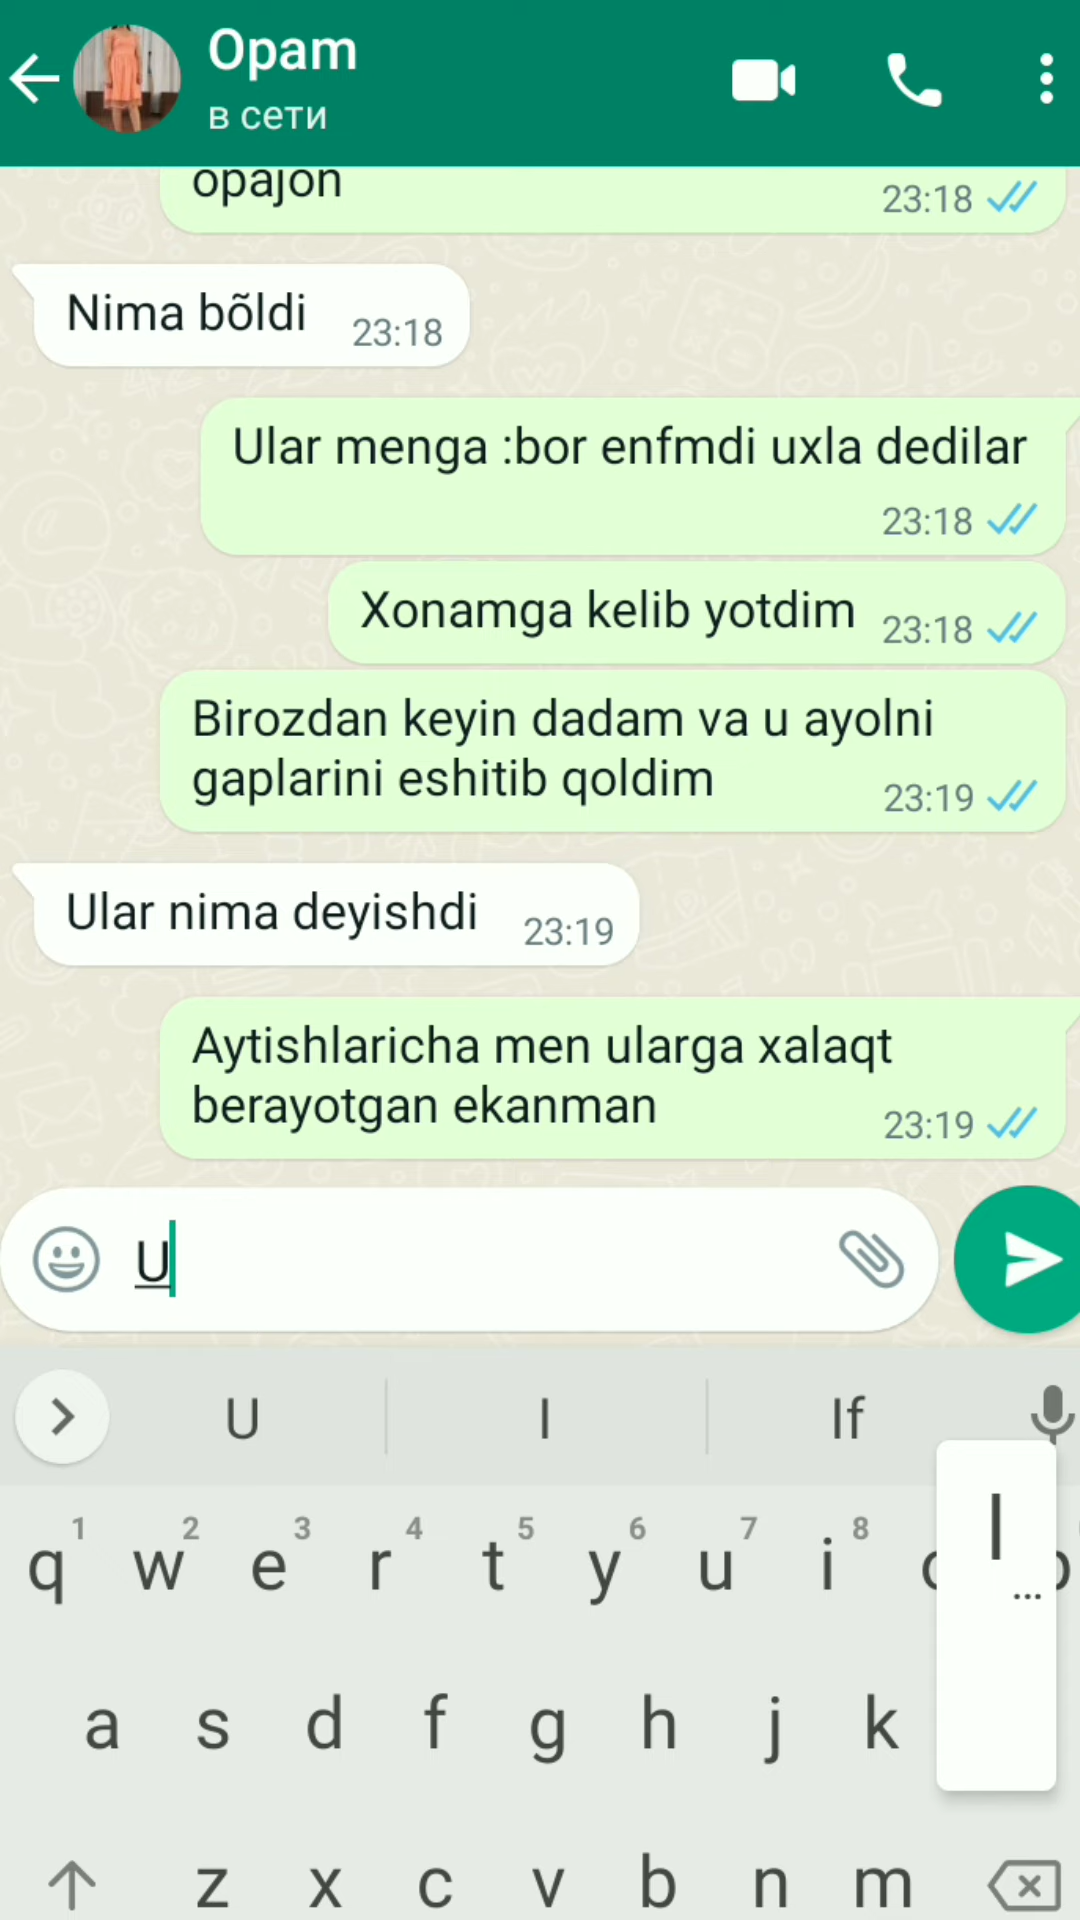 Opam
в сети
opajon
23:18
Nima bõldi
23:18
Ular menga :bor enfmdi uxla dedilar
23:18
Xonamga kelib yotdim
23:18
Birozdan keyin dadam va u ayolni
gaplarini eshitib qoldim
23:19
Ular nima deyishdi
23:19
Aytishlaricha men ularga xalaqt
berayotgan ekanman
23:19
U
U I If
1 2 3 4 5 6 7 8
q w e r t y u i o p
l
...
a s d f g h j k
z x c v b n m